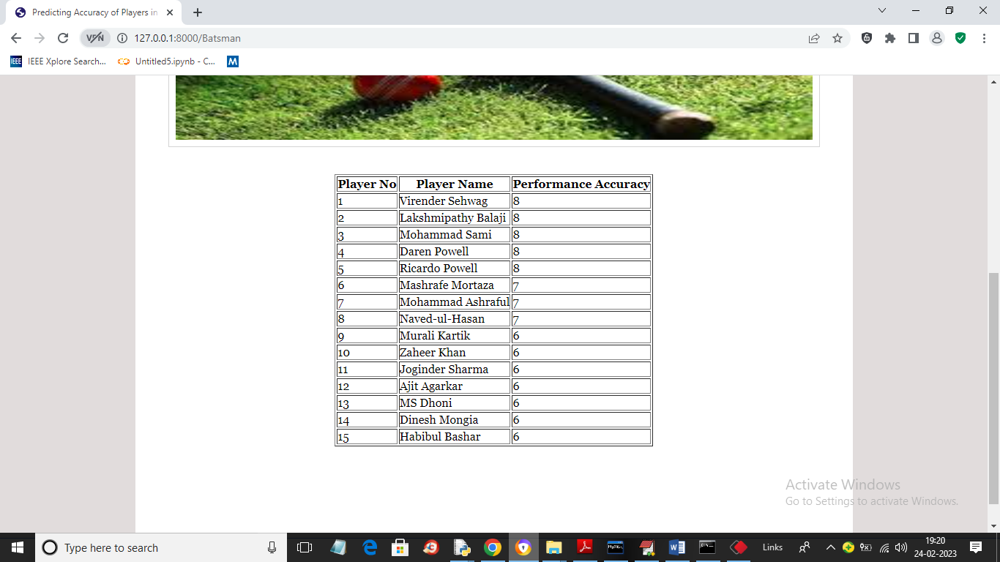 Predicting Accuracy of Players in
VPN
127.0.0.1:8000/Batsman
IEEE IEEE Xplore Search... Untitled5.ipynb - C... M
Player No Player Name Performance Accuracy
1 Virender Sehwag 8
2 Lakshmipathy Balaji 8
3 Mohammad Sami 8
4 Daren Powell 8
5 Ricardo Powell 8
6 Mashrafe Mortaza 7
7 Mohammad Ashraful 7
8 Naved-ul-Hasan 7
9 Murali Kartik 6
10 Zaheer Khan 6
11 Joginder Sharma 6
12 Ajit Agarkar 6
13 MS Dhoni 6
14 Dinesh Mongia 6
15 Habibul Bashar 6
Activate Windows
Go to Settings to activate Windows.
Type here to search
Links
19:20
24-02-2023